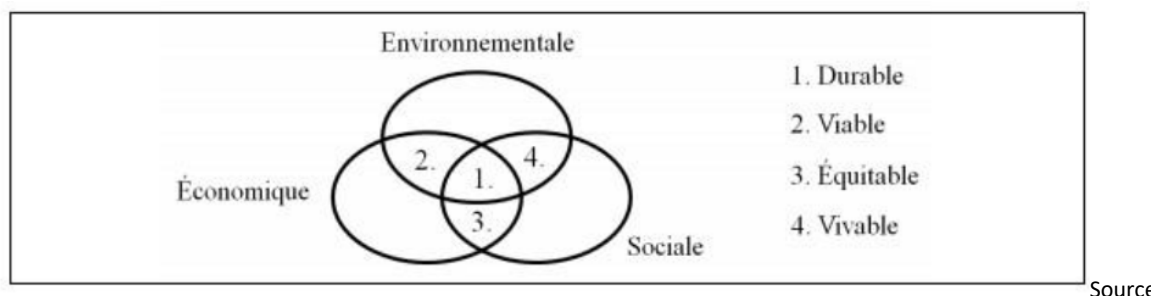 Environnementale
1. Durable
2. Viable
2.
4.
1.
Économique
3. Équitable
3.
4. Vivable
Sociale
Source